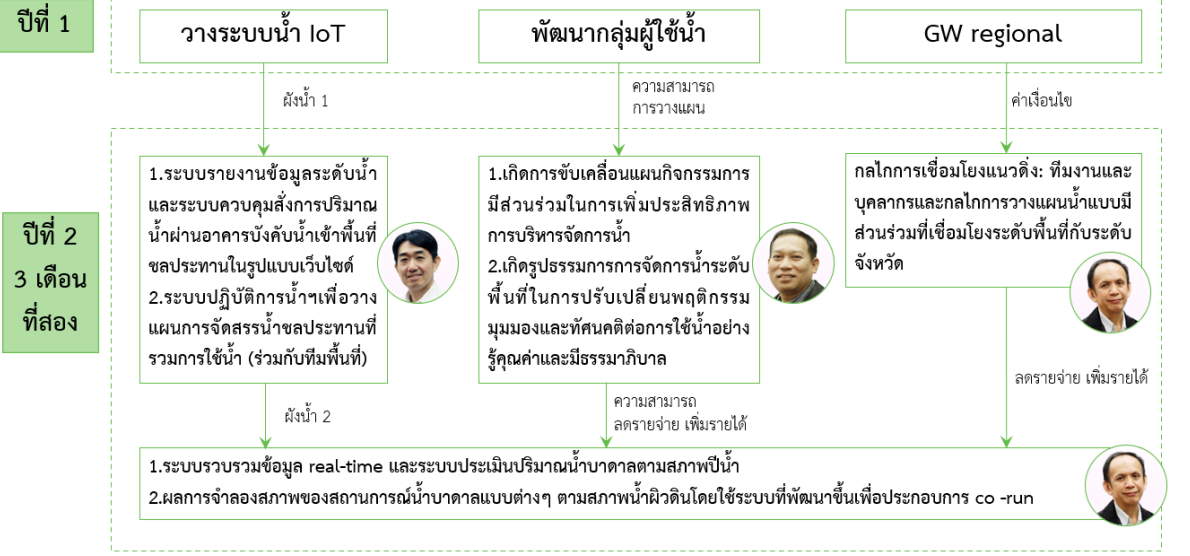 ปีที่ 1
วางระบบน้ำ IoT
พัฒนากลุ่มผู้ใช้น้ำ
GW regional
ผังน้ำ 1
ความสามารถ
การวางแผน
ค่าเงื่อนไข
ปีที่ 2
3 เดือน
ที่สอง
1.ระบบรายงานข้อมูลระดับน้ำ
และระบบควบคุมสั่งการปริมาณ
น้ำผ่านอาคารบังคับน้ำเข้าพื้นที่
ชลประทานในรูปแบบเว็บไซต์
2.ระบบปฏิบัติการน้ำฯเพื่อวาง
แผนการจัดสรรน้ำชลประทานที่
รวมการใช้น้ำ (ร่วมกับทีมพื้นที่)
1.เกิดการขับเคลื่อนแผนกิจกรรมการ
มีส่วนร่วมในการเพิ่มประสิทธิภาพ
การบริหารจัดการน้ำ
2.เกิดรูปธรรมการการจัดการน้ำระดับ
พื้นที่ในการปรับเปลี่ยนพฤติกรรม
มุมมองและทัศนคติต่อการใช้น้ำอย่าง
รู้คุณค่าและมีธรรมาภิบาล
กลไกการเชื่อมโยงแนวดิ่ง: ทีมงานและ
บุคลากรและกลไกการวางแผนน้ำแบบมี
ส่วนร่วมที่เชื่อมโยงระดับพื้นที่กับระดับ
จังหวัด
ผังน้ำ 2
ความสามารถ
ลดรายจ่าย เพิ่มรายได้
ลดรายจ่าย เพิ่มรายได้
1.ระบบรวบรวมข้อมูล real-time และระบบประเมินปริมาณน้ำบาดาลตามสภาพปีน้ำ
2.ผลการจำลองสภาพของสถานการณ์น้ำบาดาลแบบต่างๆ ตามสภาพน้ำผิวดินโดยใช้ระบบที่พัฒนาขึ้นเพื่อประกอบการ co -run